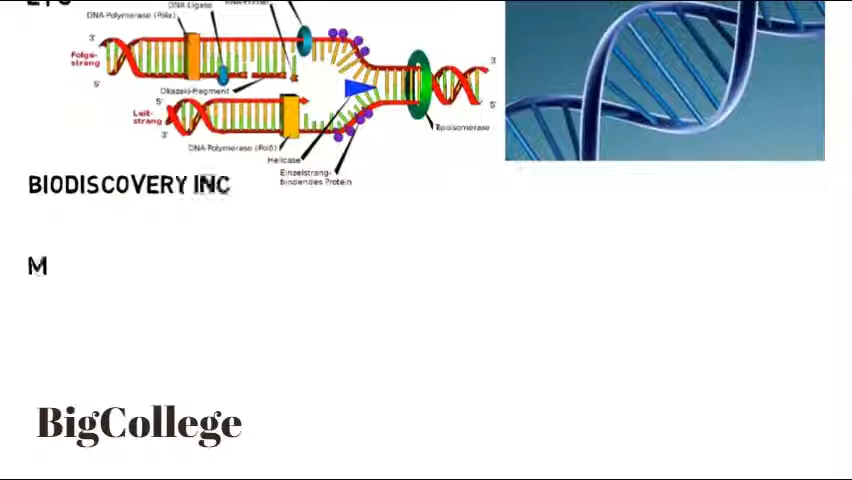 DNA-Ligase
DNA-Polymerase (Polα)
3'
Folge-
strang
5'
3'
5'
Okazaki-Fragment
5'
Leit-
strang
3'
Topoisomerase
DNA-Polymerase (Polδ)
Helicase
Einzelstrang-
bindendes Protein
BIODISCOVERY INC
M
BigCollege